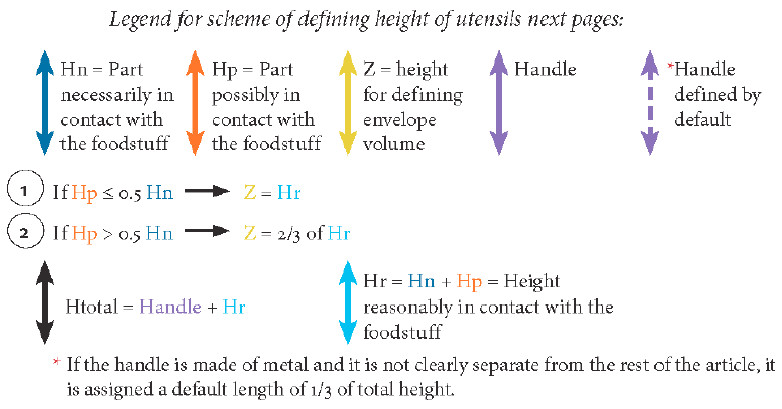 Legend for scheme of defining height of utensils next pages:
Hn = Part
necessarily in
contact with
the foodstuff
Hp = Part
possibly in
contact with
the foodstuff
Z = height
for defining
envelope
volume
Handle
*Handle
defined by
default
1 If Hp ≤ 0.5 Hn Z = Hr
2 If Hp > 0.5 Hn Z = 2/3 of Hr
Htotal = Handle + Hr
Hr = Hn + Hp = Height
reasonably in contact with the
foodstuff
* If the handle is made of metal and it is not clearly separate from the rest of the article, it
is assigned a default length of 1/3 of total height.